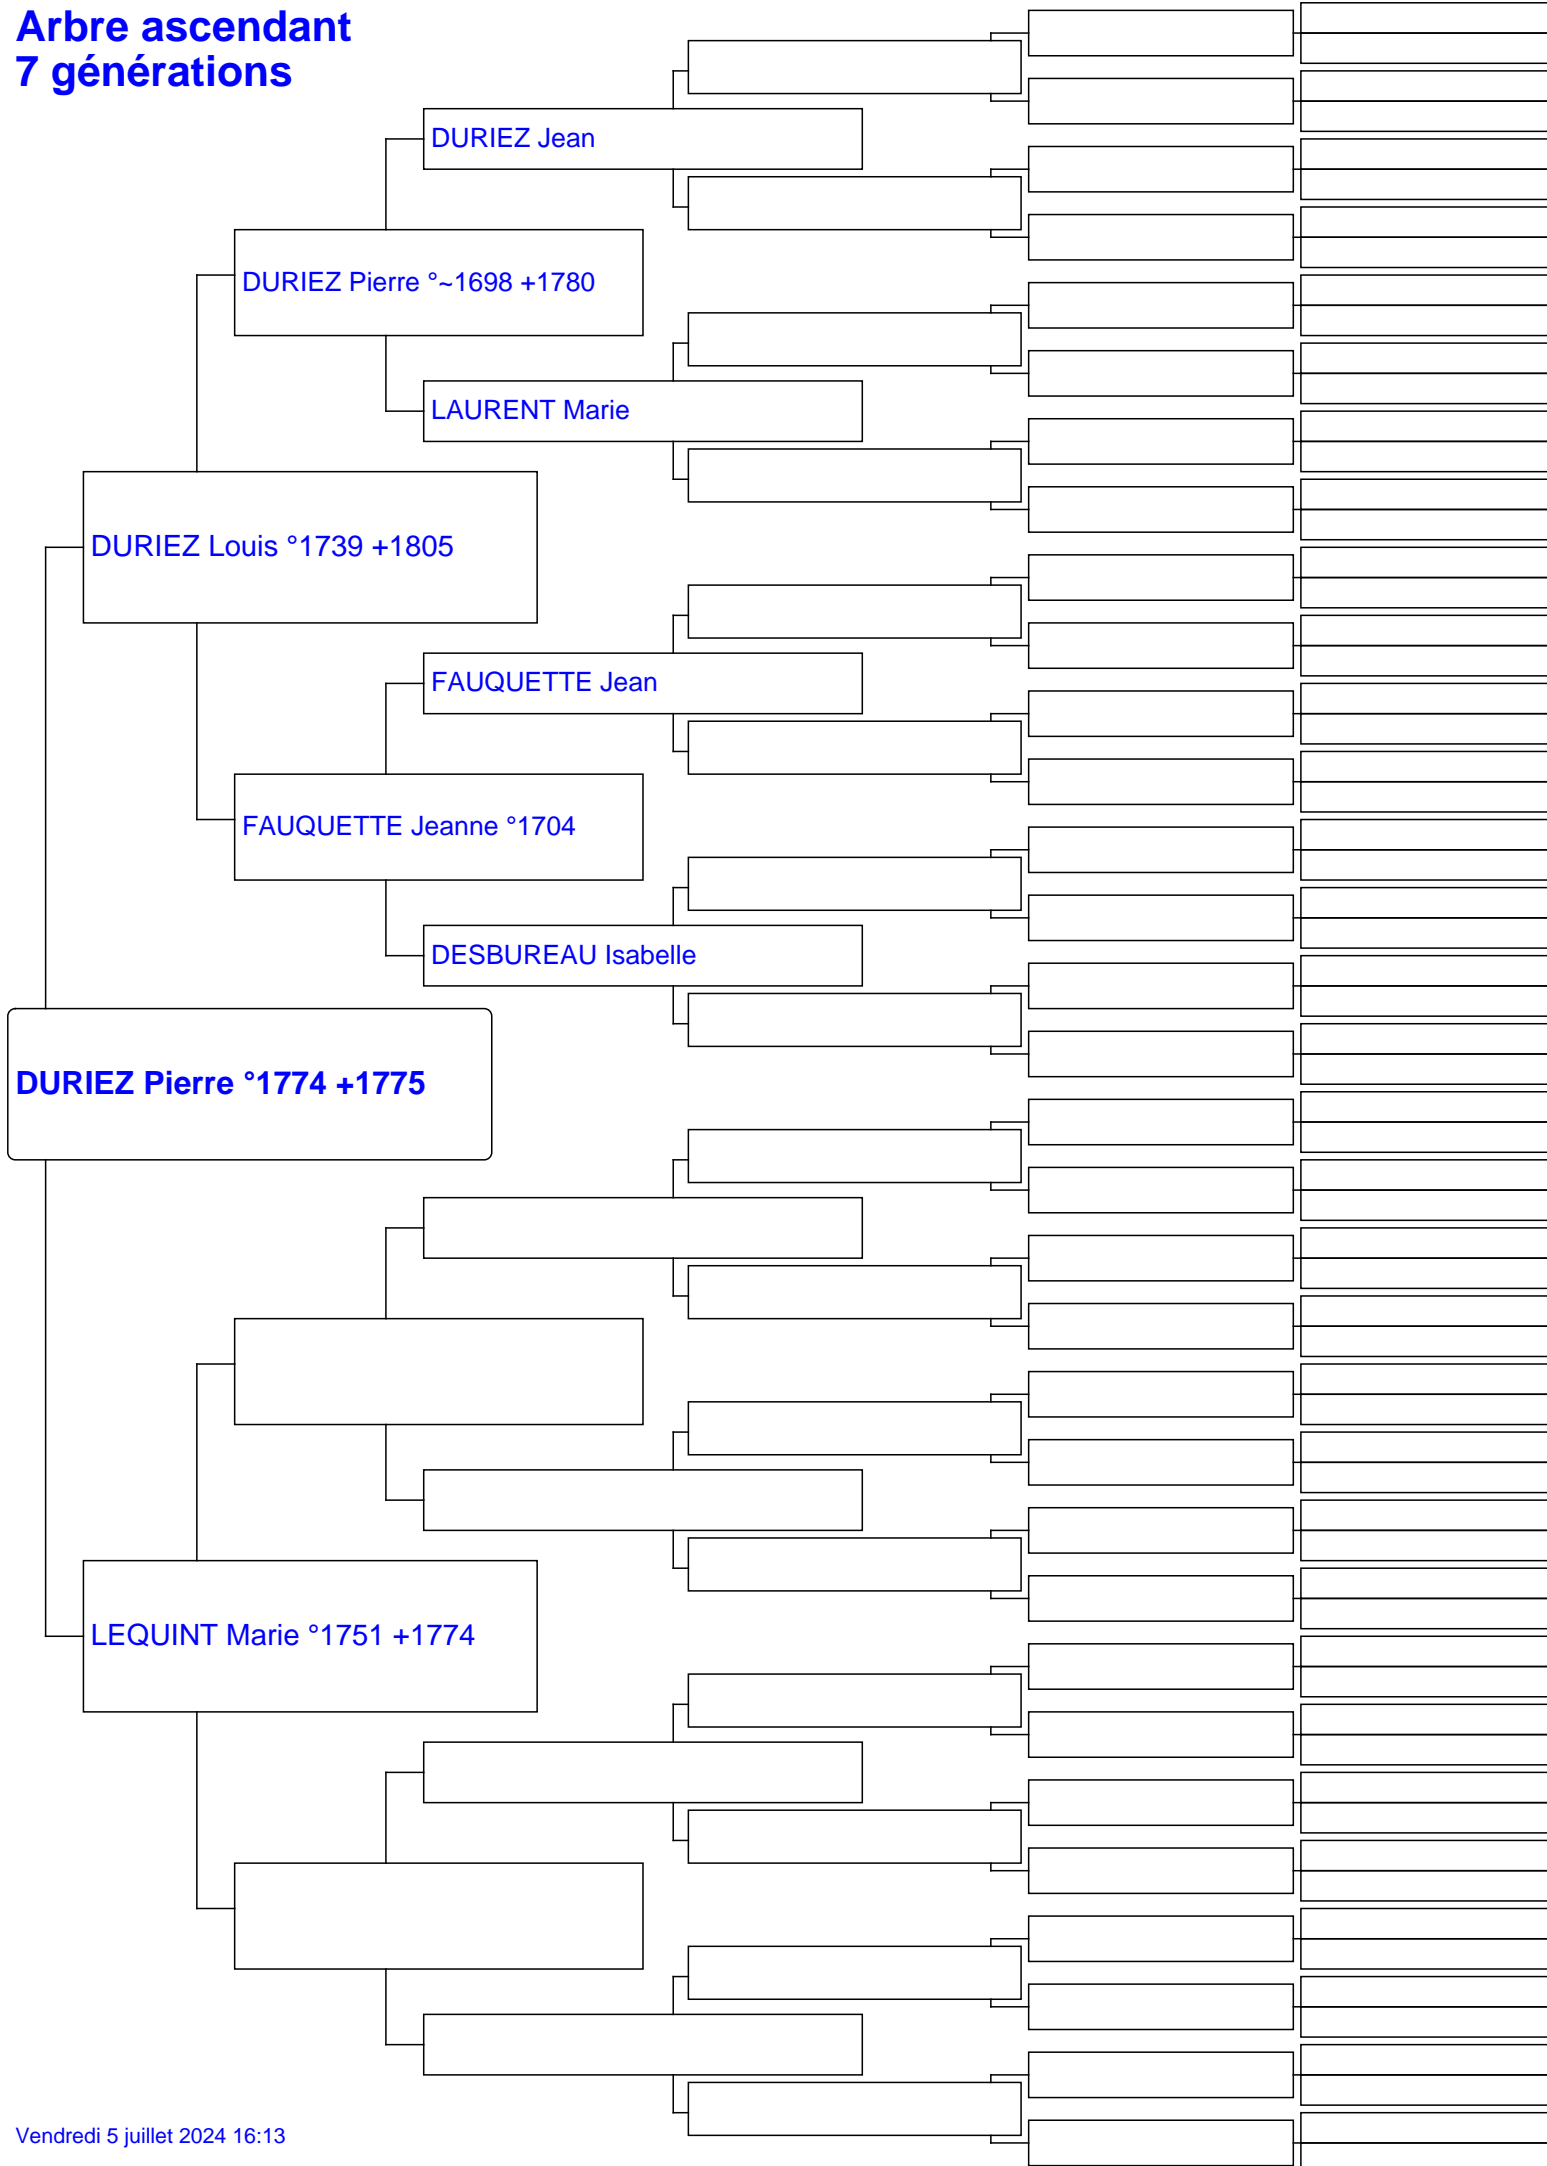 Arbre ascendant
7 générations
DURIEZ Jean
DURIEZ Pierre °~1698 +1780
LAURENT Marie
DURIEZ Louis °1739 +1805
FAUQUETTE Jean
FAUQUETTE Jeanne °1704
DESBUREAU Isabelle
DURIEZ Pierre °1774 +1775
LEQUINT Marie °1751 +1774
Vendredi 5 juillet 2024 16:13